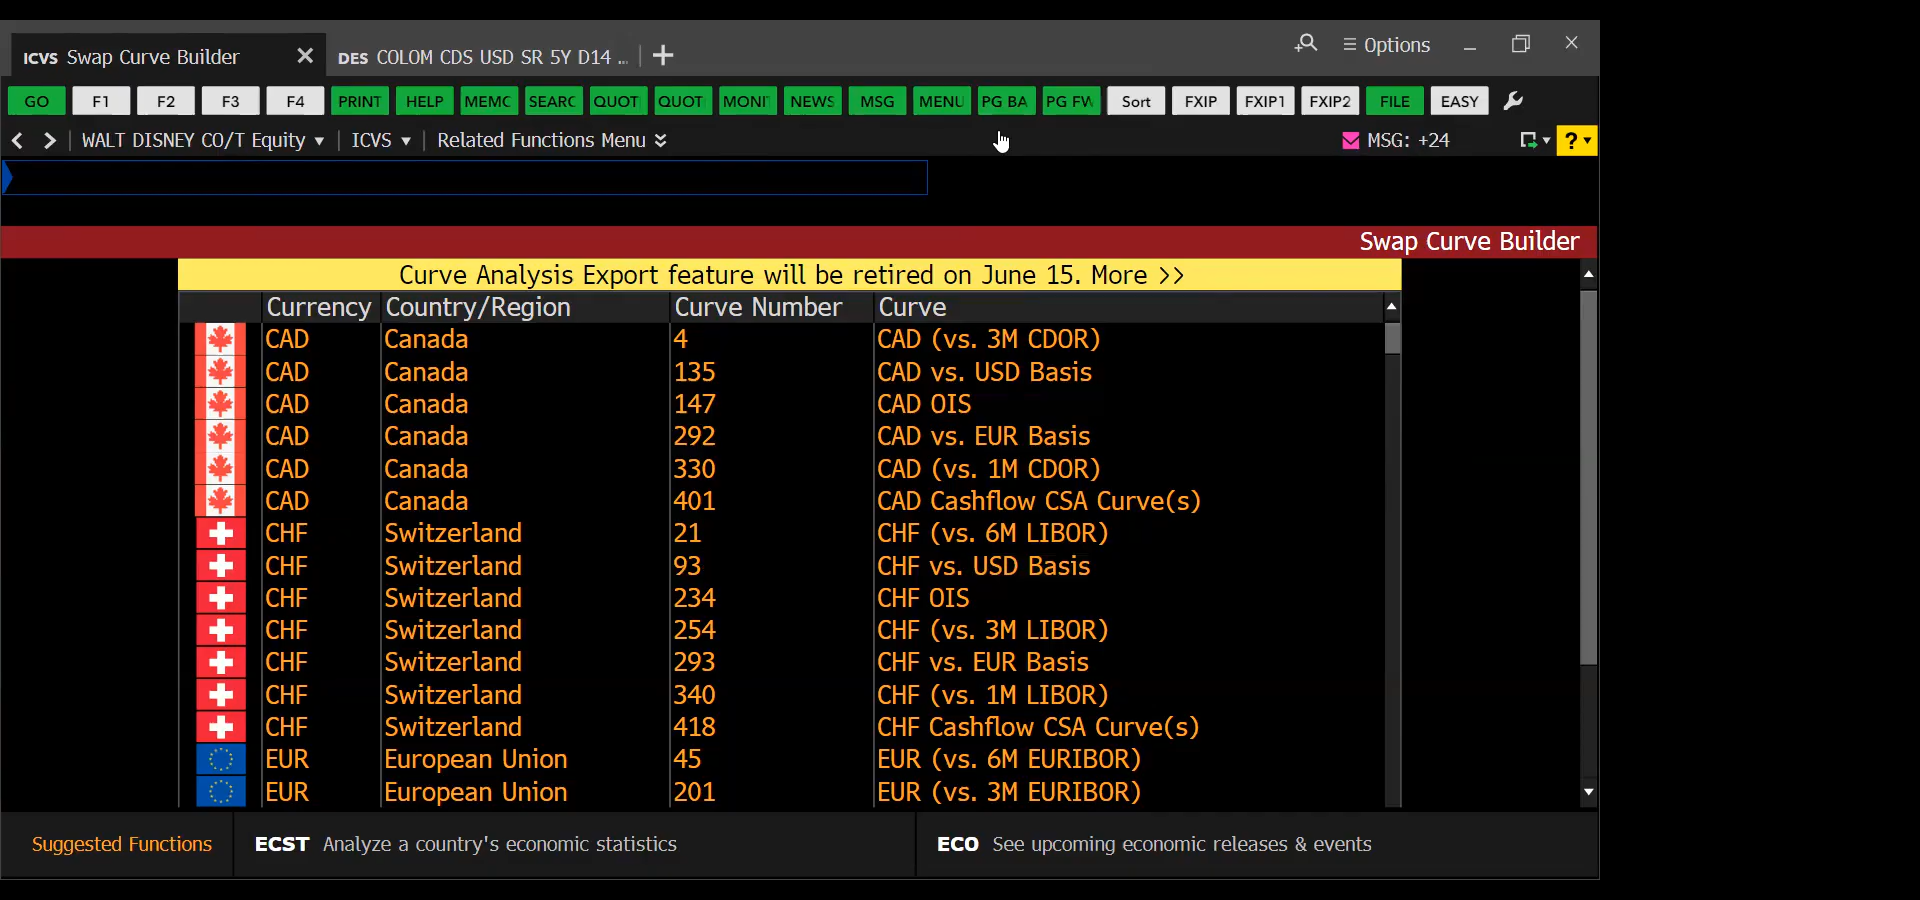 ICVS Swap Curve Builder
DES COLOM CDS USD SR 5Y D14 ...
Options
GO F1 F2 F3 F4 PRINT HELP MEMC SEARC QUOT QUOT MONI NEWS MSG MENU PG BA PG FW Sort FXIP FXIP1 FXIP2 FILE EASY
WALT DISNEY CO/T Equity ICVS Related Functions Menu MSG: +24 ?
Swap Curve Builder
Curve Analysis Export feature will be retired on June 15. More >>
Currency Country/Region Curve Number Curve
CAD Canada 4 CAD (vs. 3M CDOR)
CAD Canada 135 CAD vs. USD Basis
CAD Canada 147 CAD OIS
CAD Canada 292 CAD vs. EUR Basis
CAD Canada 330 CAD (vs. 1M CDOR)
CAD Canada 401 CAD Cashflow CSA Curve(s)
CHF Switzerland 21 CHF (vs. 6M LIBOR)
CHF Switzerland 93 CHF vs. USD Basis
CHF Switzerland 234 CHF OIS
CHF Switzerland 254 CHF (vs. 3M LIBOR)
CHF Switzerland 293 CHF vs. EUR Basis
CHF Switzerland 340 CHF (vs. 1M LIBOR)
CHF Switzerland 418 CHF Cashflow CSA Curve(s)
EUR European Union 45 EUR (vs. 6M EURIBOR)
EUR European Union 201 EUR (vs. 3M EURIBOR)
Suggested Functions ECST Analyze a country's economic statistics ECO See upcoming economic releases & events